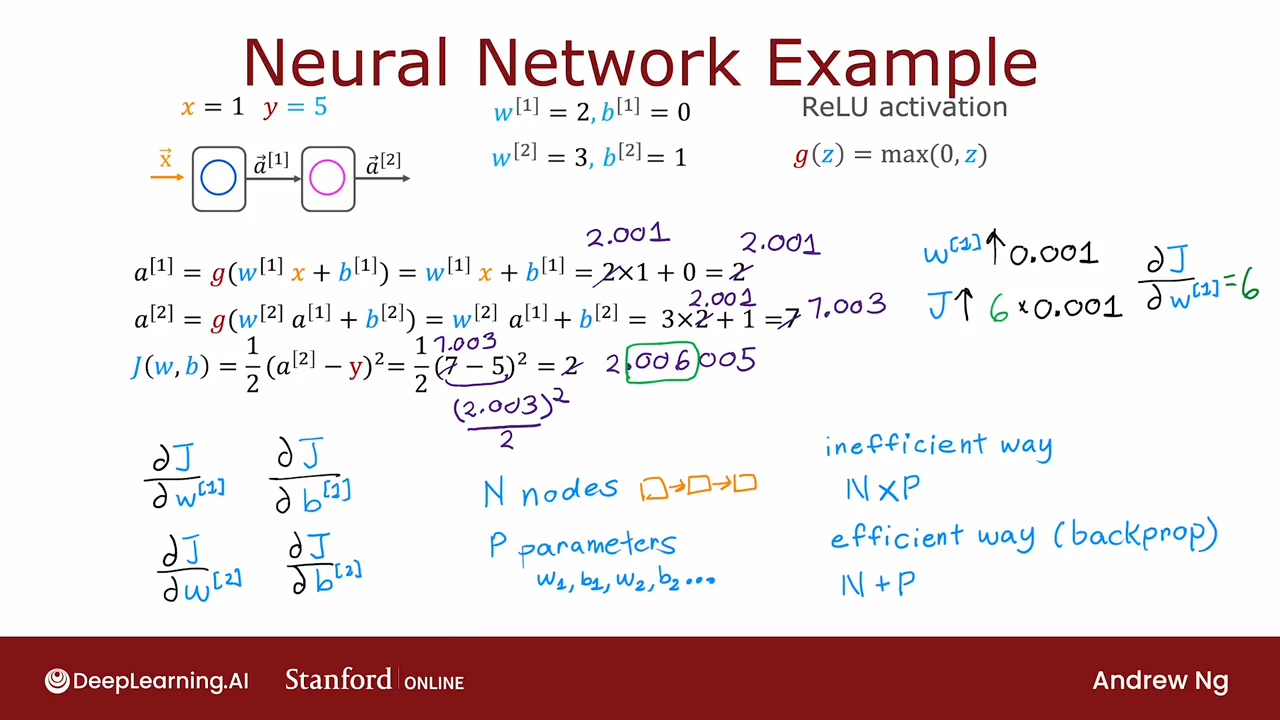 Neural Network Example
x = 1 y = 5
w^[1] = 2, b^[1] = 0
ReLU activation
w^[2] = 3, b^[2] = 1
g(z) = max(0, z)
x⃗ a⃗^[1] a⃗^[2]
2.001 2.001
a^[1] = g(w^[1] x + b^[1]) = w^[1] x + b^[1] = 2×1 + 0 = 2
w^[1] ↑ 0.001
∂J/∂w^[1] = 6
2.001
a^[2] = g(w^[2] a^[1] + b^[2]) = w^[2] a^[1] + b^[2] = 3×2 + 1 = 7 7.003
J ↑ 6 × 0.001
7.003
J(w, b) = 1/2 (a^[2] − y)^2 = 1/2 (7 − 5)^2 = 2 2.006005
(2.003)^2/2
∂J/∂w^[1] ∂J/∂b^[1]
∂J/∂w^[2] ∂J/∂b^[2]
N nodes □→□→□
P parameters
w1, b1, w2, b2...
inefficient way
N x P
efficient way (backprop)
N + P
DeepLearning.AI Stanford | ONLINE Andrew Ng